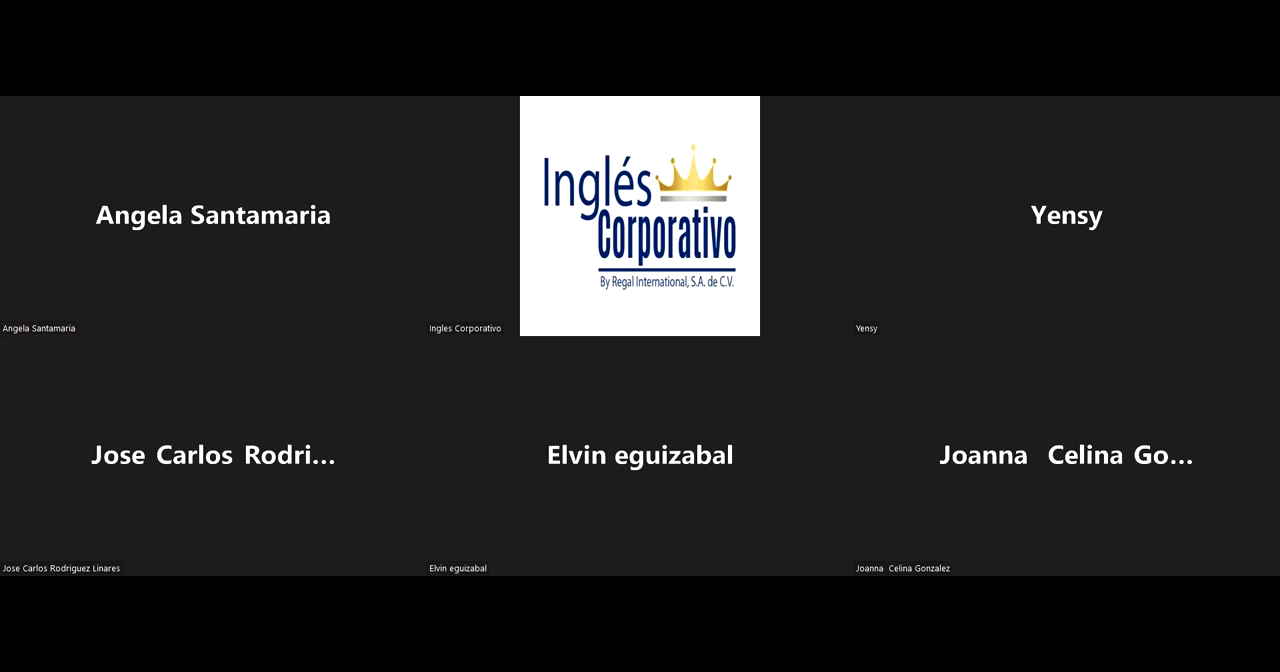 Angela Santamaria
Inglés
Corporativo
By Regal International, S.A. de C.V.
Yensy
Angela Santamaria
Ingles Corporativo
Yensy
Jose Carlos Rodri...
Elvin eguizabal
Joanna Celina Go...
Jose Carlos Rodriguez Linares
Elvin eguizabal
Joanna Celina Gonzalez